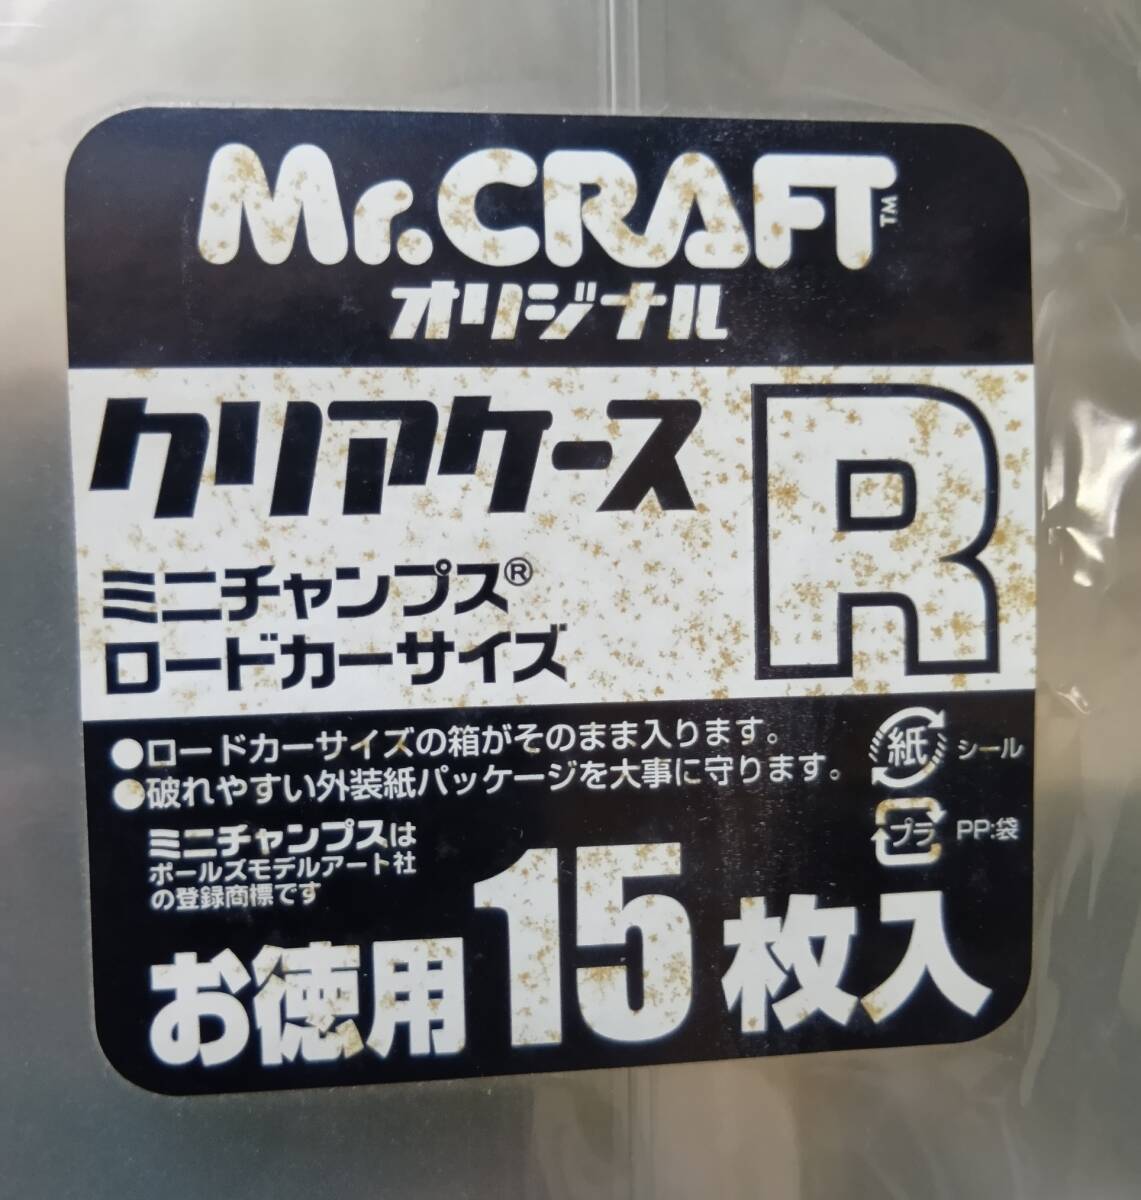 Mr.CRAFT™
オリジナル
クリアケース
R
ミニチャンプス®
ロードカーサイズ
●ロードカーサイズの箱がそのまま入ります。
●破れやすい外装紙パッケージを大事に守ります。
紙 シール
プラ PP:袋
ミニチャンプスは
ポールズモデルアート社
の登録商標です
お徳用15枚入